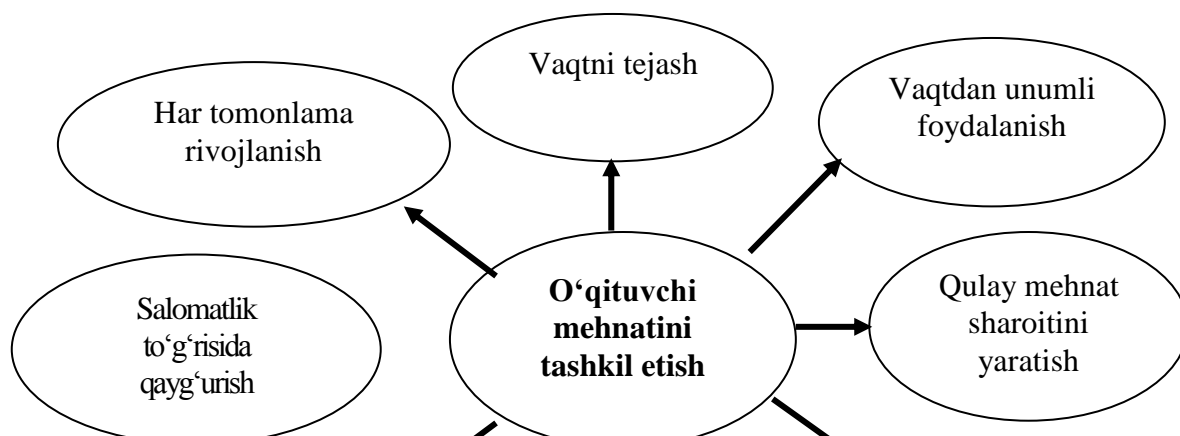 Vaqtni tejash
Vaqtdan unumli
foydalanish
Har tomonlama
rivojlanish
O‘qituvchi
mehnatini
tashkil etish
Qulay mehnat
sharoitini
yaratish
Salomatlik
to‘g‘risida
qayg‘urish